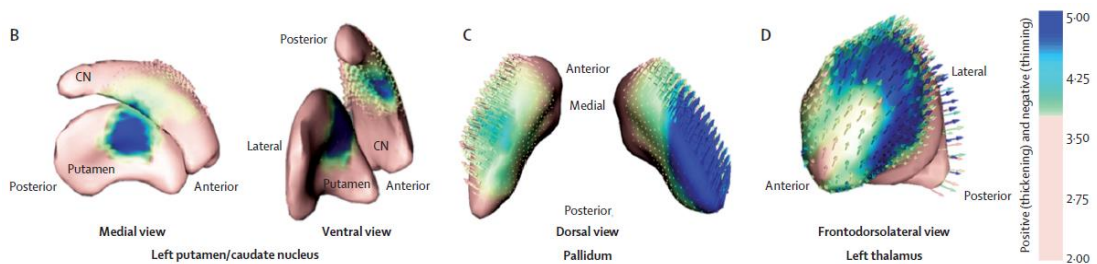 B
Posterior
CN
Putamen
Posterior
Anterior
Medial view
Lateral
CN
Putamen
Anterior
Ventral view
Left putamen/caudate nucleus
C
Anterior
Medial
Posterior
Dorsal view
Pallidum
D
Lateral
Anterior
Posterior
Frontodorsolateral view
Left thalamus
Positive (thickening) and negative (thinning)
5·00
4·25
3·50
2·75
2·00